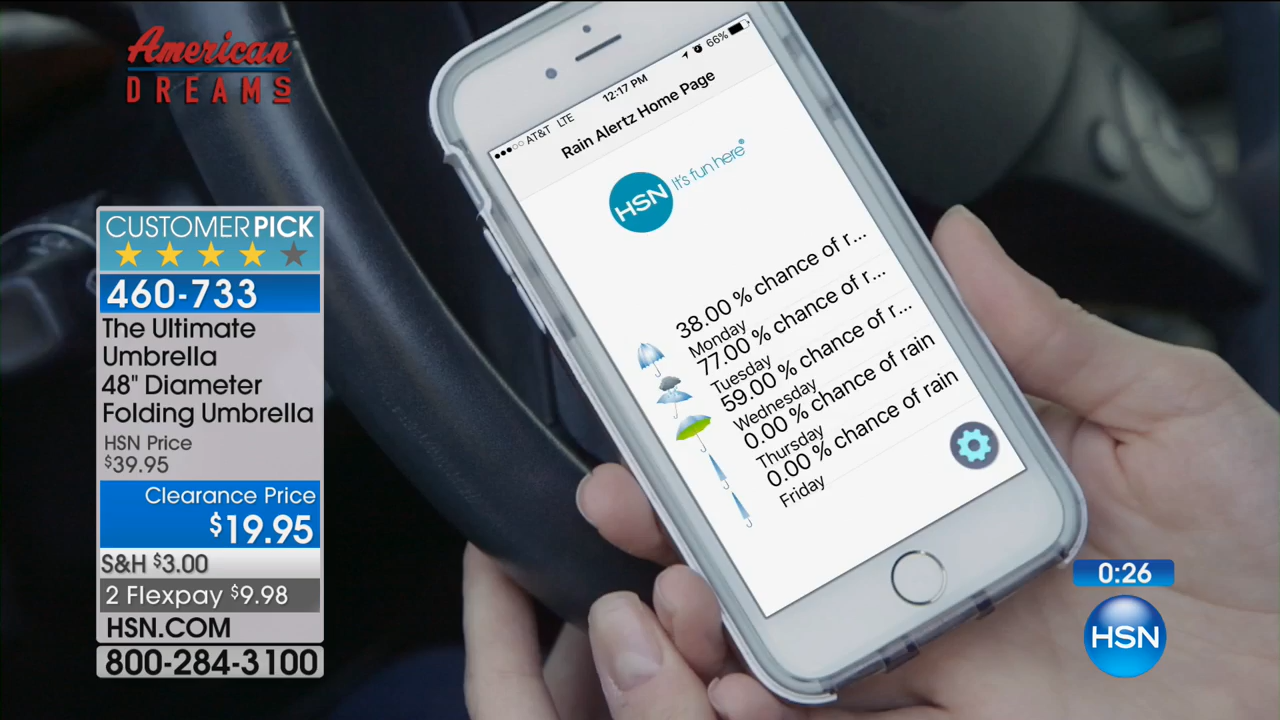 American
DREAMS
CUSTOMER PICK
460-733
The Ultimate
Umbrella
48" Diameter
Folding Umbrella
HSN Price
$39.95
Clearance Price
$19.95
S&H $3.00
2 Flexpay $9.98
HSN.COM
800-284-3100
AT&T LTE 12:17 PM 66%
Rain Alertz Home Page
HSN It's fun here®
38.00 % chance of r...
Monday
77.00 % chance of r...
Tuesday
59.00 % chance of r...
Wednesday
0.00 % chance of rain
Thursday
0.00 % chance of rain
Friday
0:26
HSN